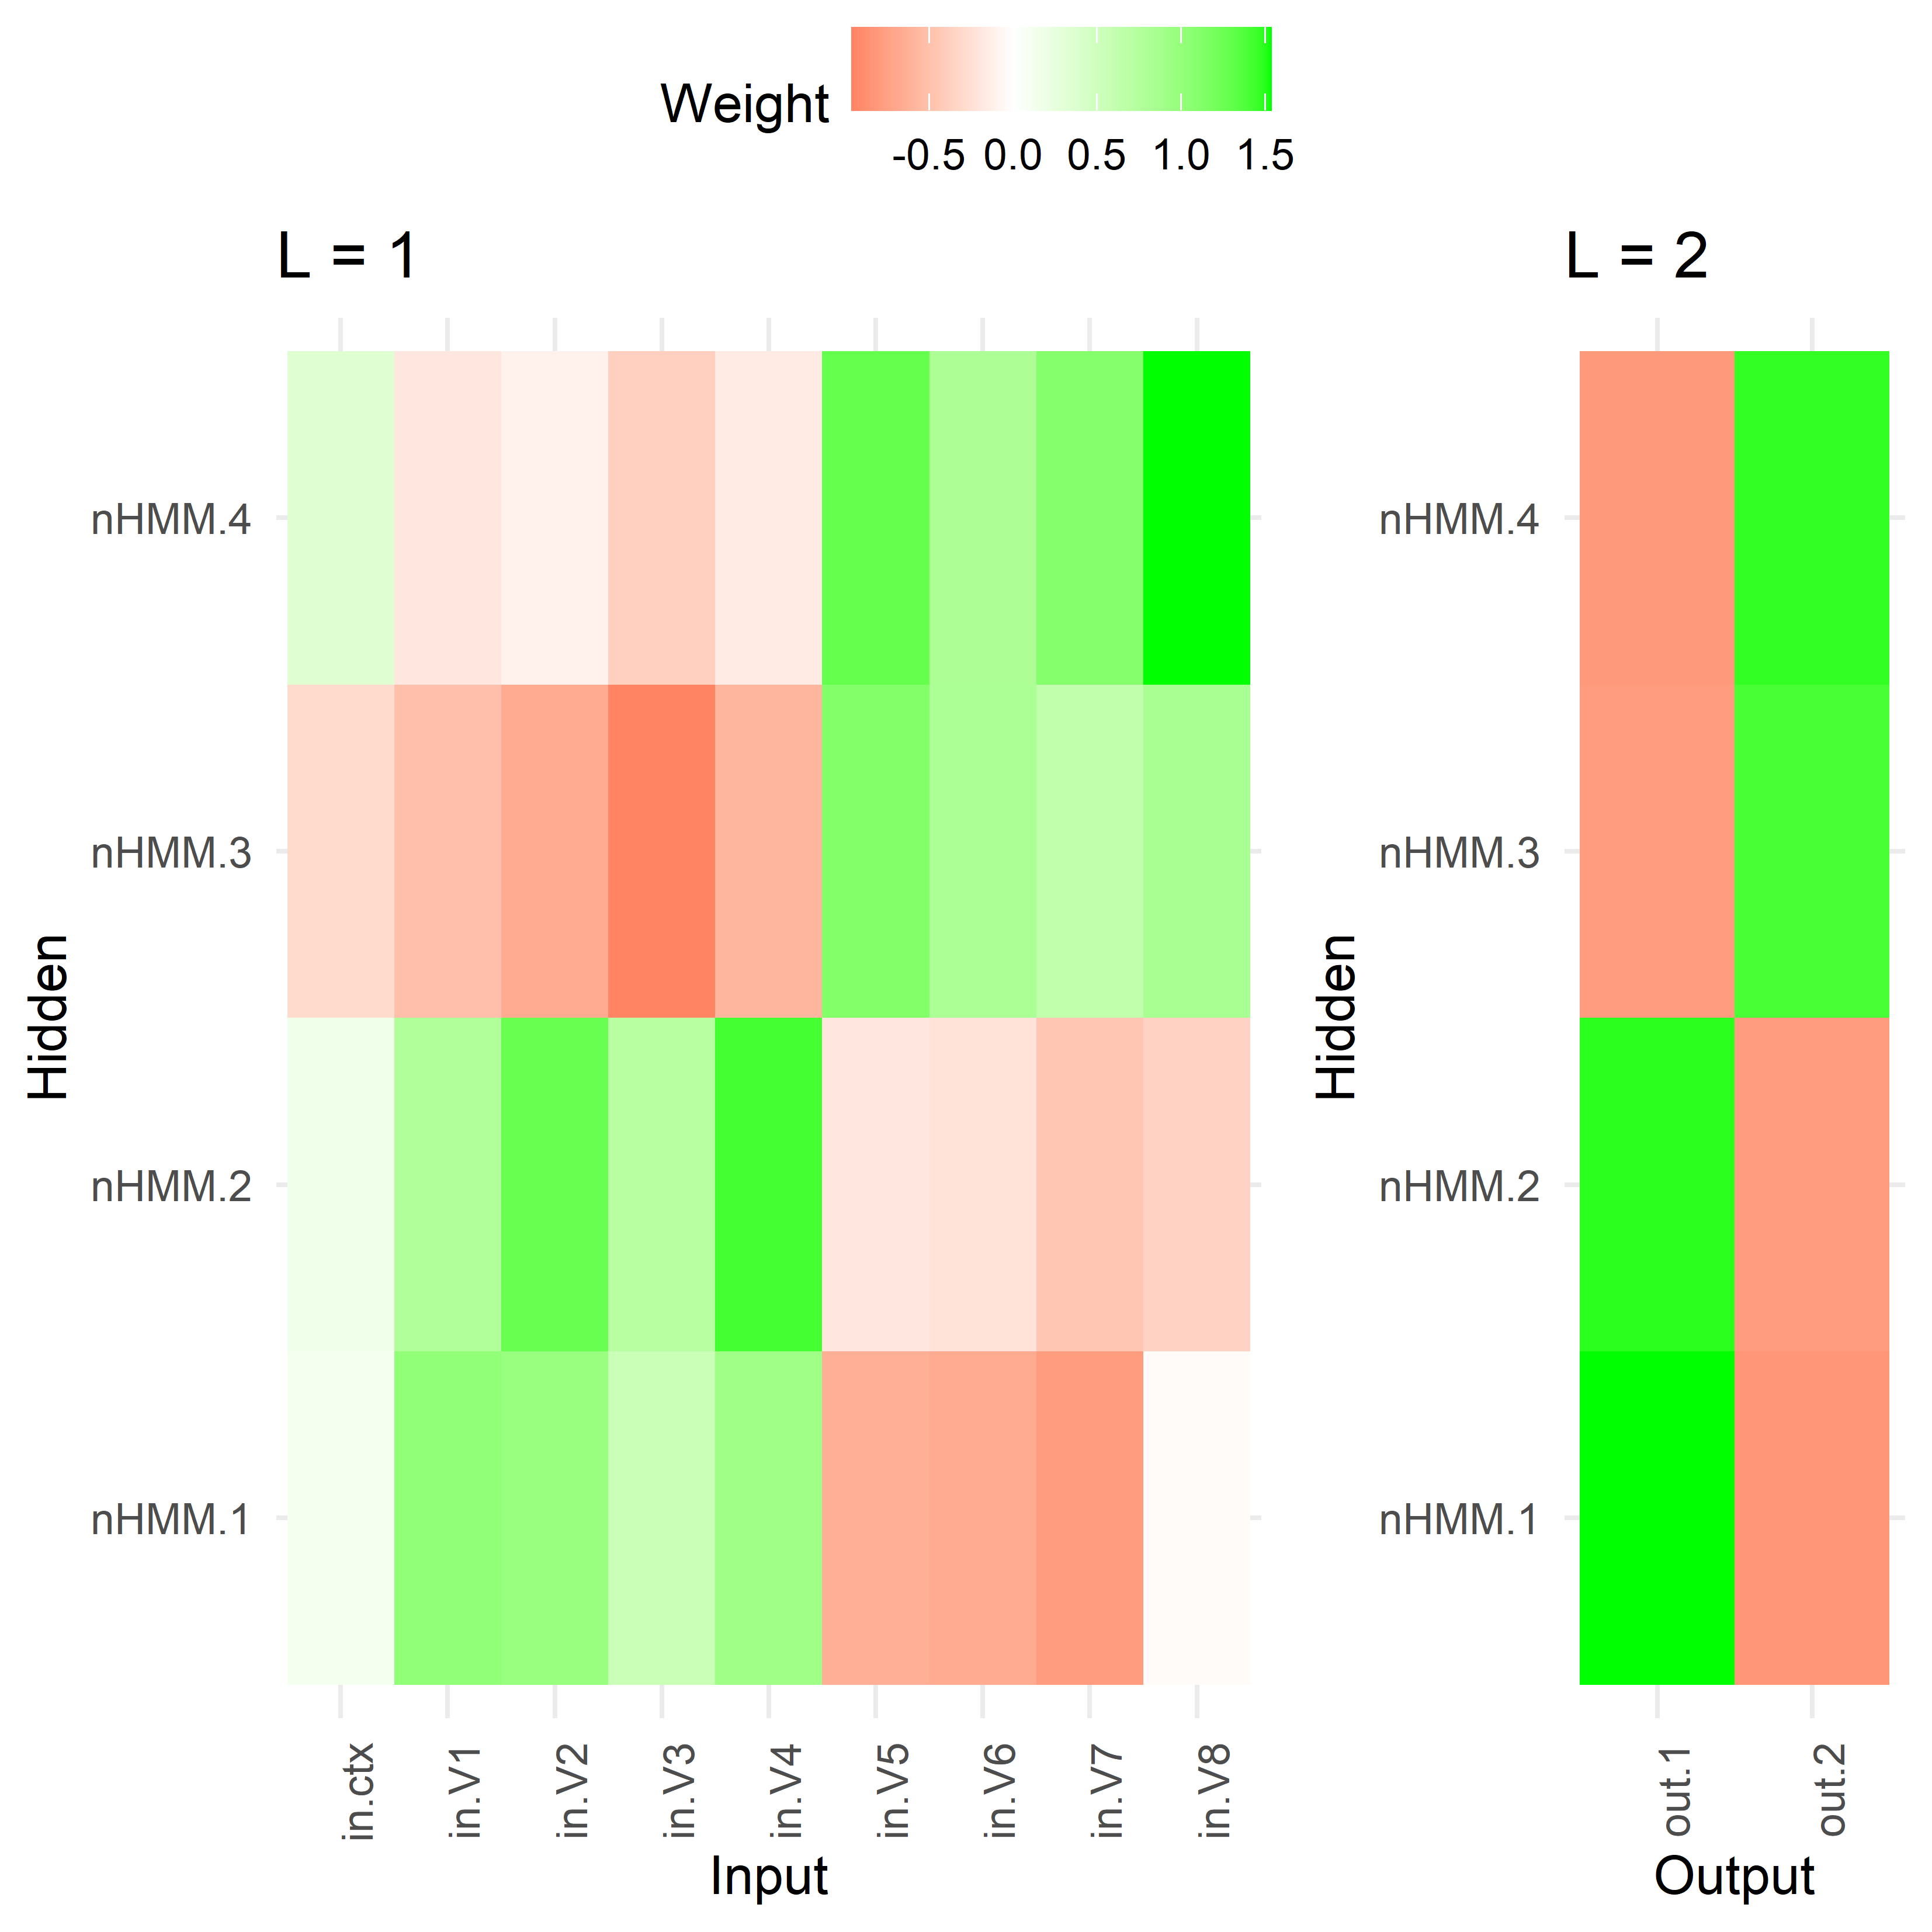 Weight
-0.5 0.0 0.5 1.0 1.5
L = 1
Hidden
nHMM.4
nHMM.3
nHMM.2
nHMM.1
in.ctx
in.V1
in.V2
in.V3
in.V4
in.V5
in.V6
in.V7
in.V8
Input
L = 2
Hidden
nHMM.4
nHMM.3
nHMM.2
nHMM.1
out.1
out.2
Output